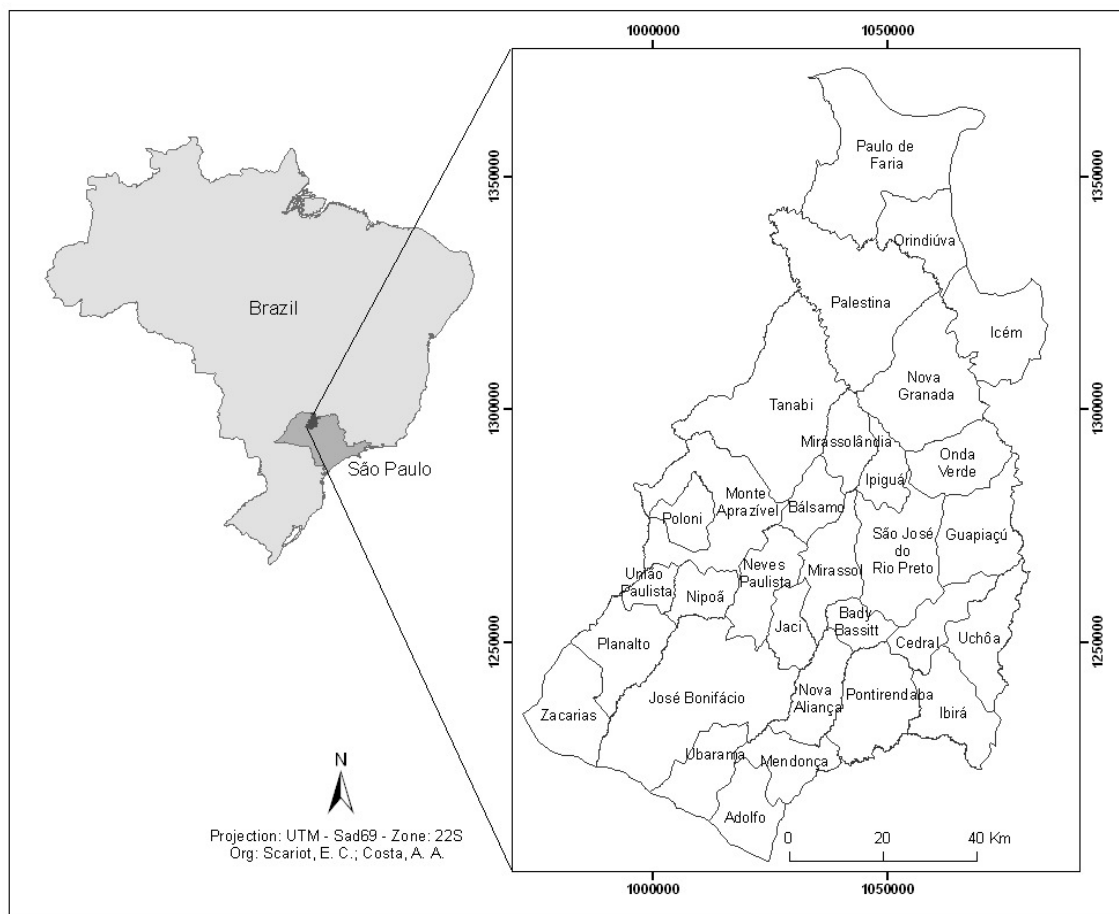 1000000
1050000
Paulo de
Faria
1350000
1350000
Orindiúva
Brazil
Palestina
Icém
Nova
Granada
1300000
1300000
Tanabi
Mirassolândia
Onda
Verde
São Paulo
Ipiguá
Monte
Aprazível
Bálsamo
Poloni
São José
do
Rio Preto
Guapiaçú
União
Paulista
Neves
Paulista
Mirassol
Nipoã
Bady
Bassitt
Jaci
Cedral
Uchôa
1250000
1250000
Planalto
José Bonifácio
Nova
Aliança
Pontirendaba
Ibirá
Zacarias
Ubarama
Mendonça
N
Adolfo
Projection: UTM - Sad69 - Zone: 22S
Org: Scariot, E. C.; Costa, A. A.
0
20
40 Km
1000000
1050000